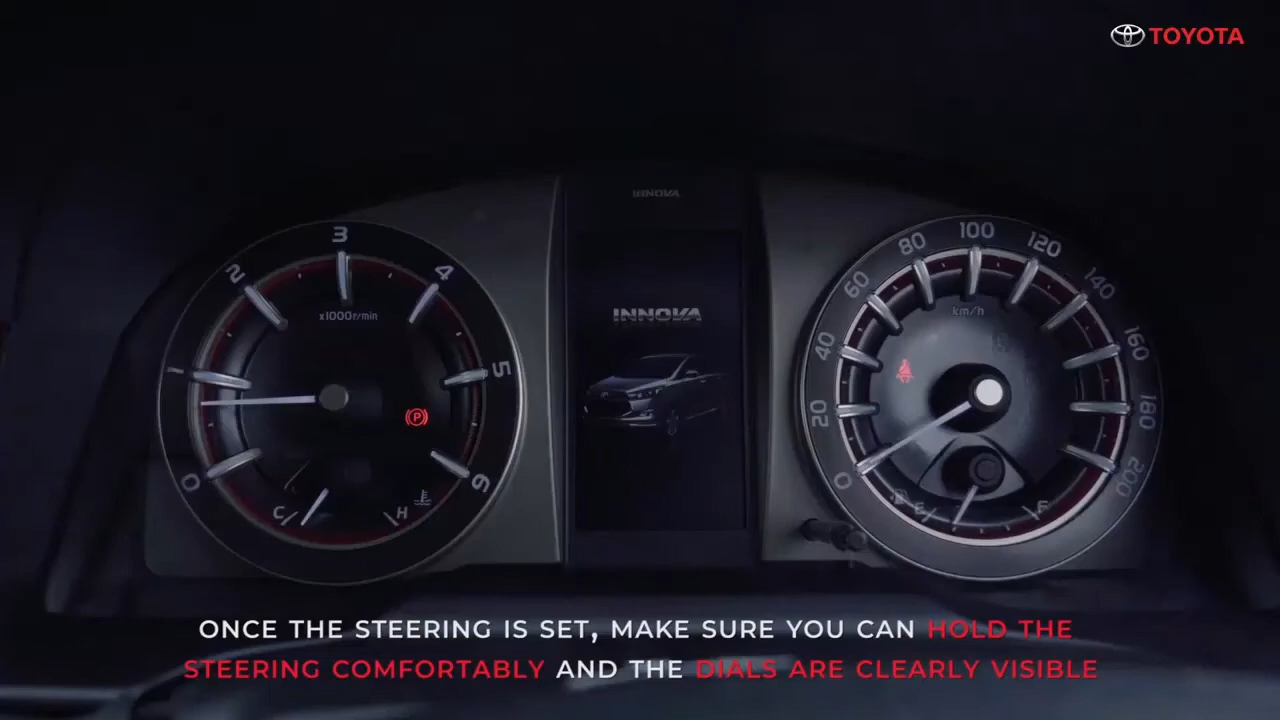 TOYOTA
INNOVA
INNOVA
0
1
2
3
4
5
6
x1000r/min
P
C
H
0
20
40
60
80
100
120
140
160
180
200
km/h
E
F
ONCE THE STEERING IS SET, MAKE SURE YOU CAN HOLD THE
STEERING COMFORTABLY AND THE DIALS ARE CLEARLY VISIBLE